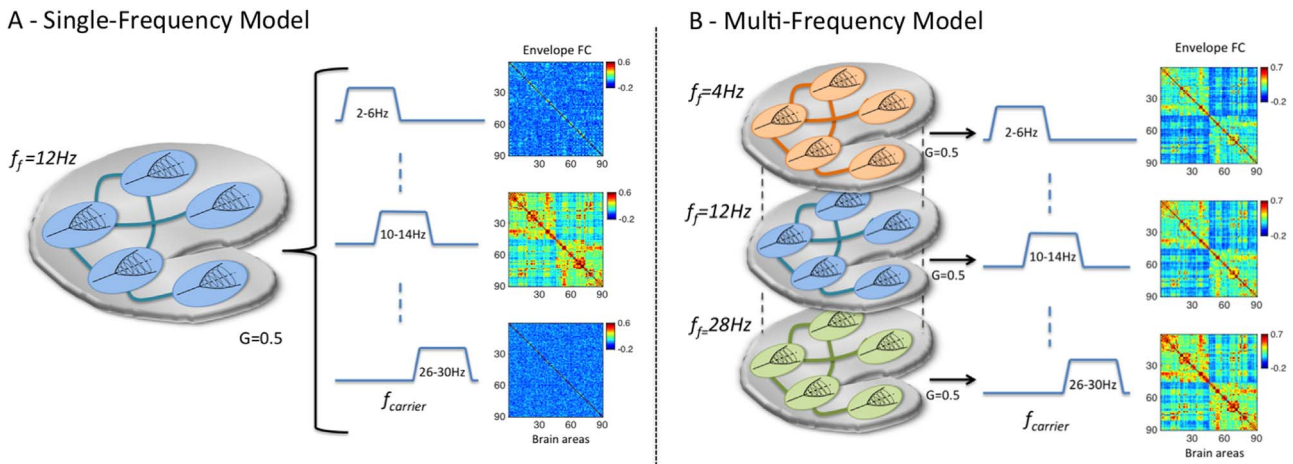 A - Single-Frequency Model
f_f=12Hz
G=0.5
2-6Hz
10-14Hz
26-30Hz
f_carrier
Envelope FC
30
60
90
30 60 90
0.6
-0.2
30
60
90
30 60 90
0.6
-0.2
30
60
90
30 60 90
0.6
-0.2
Brain areas
B - Multi-Frequency Model
f_f=4Hz
G=0.5
2-6Hz
f_f=12Hz
G=0.5
10-14Hz
f_f=28Hz
G=0.5
26-30Hz
f_carrier
Envelope FC
30
60
90
30 60 90
0.7
-0.2
30
60
90
30 60 90
0.7
-0.2
30
60
90
30 60 90
0.7
-0.2
Brain areas